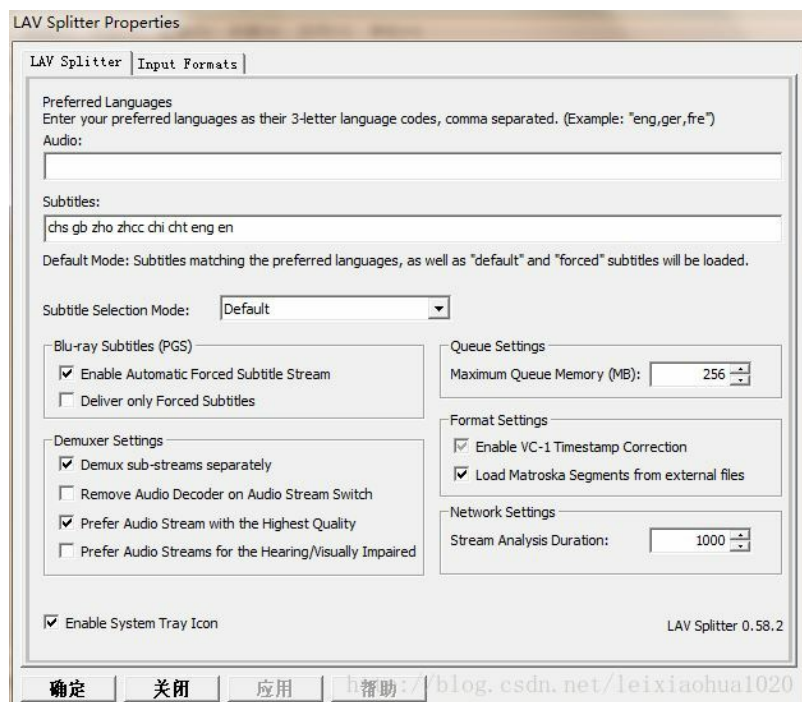 LAV Splitter Properties
LAV Splitter
Input Formats
Preferred Languages
Enter your preferred languages as their 3-letter language codes, comma separated. (Example: "eng,ger,fre")
Audio:
Subtitles:
chs gb zho zhcc chi cht eng en
Default Mode: Subtitles matching the preferred languages, as well as "default" and "forced" subtitles will be loaded.
Subtitle Selection Mode: Default
Blu-ray Subtitles (PGS)
Enable Automatic Forced Subtitle Stream
Deliver only Forced Subtitles
Queue Settings
Maximum Queue Memory (MB): 256
Format Settings
Enable VC-1 Timestamp Correction
Load Matroska Segments from external files
Demuxer Settings
Demux sub-streams separately
Remove Audio Decoder on Audio Stream Switch
Prefer Audio Stream with the Highest Quality
Prefer Audio Streams for the Hearing/Visually Impaired
Network Settings
Stream Analysis Duration: 1000
Enable System Tray Icon
LAV Splitter 0.58.2
确定 关闭 应用 帮助
blog.csdn.net/leixiaohua1020